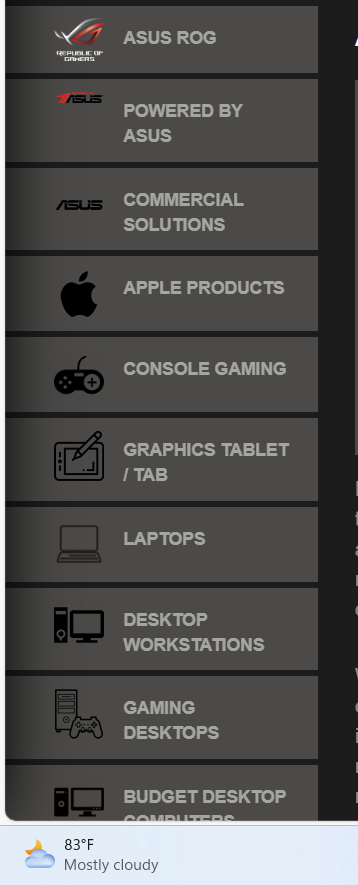 REPUBLIC OF
GAMERS
ASUS ROG
ASUS
POWERED BY
ASUS
ASUS
COMMERCIAL
SOLUTIONS
APPLE PRODUCTS
CONSOLE GAMING
GRAPHICS TABLET
/ TAB
LAPTOPS
DESKTOP
WORKSTATIONS
GAMING
DESKTOPS
BUDGET DESKTOP
COMPUTERS
83°F
Mostly cloudy